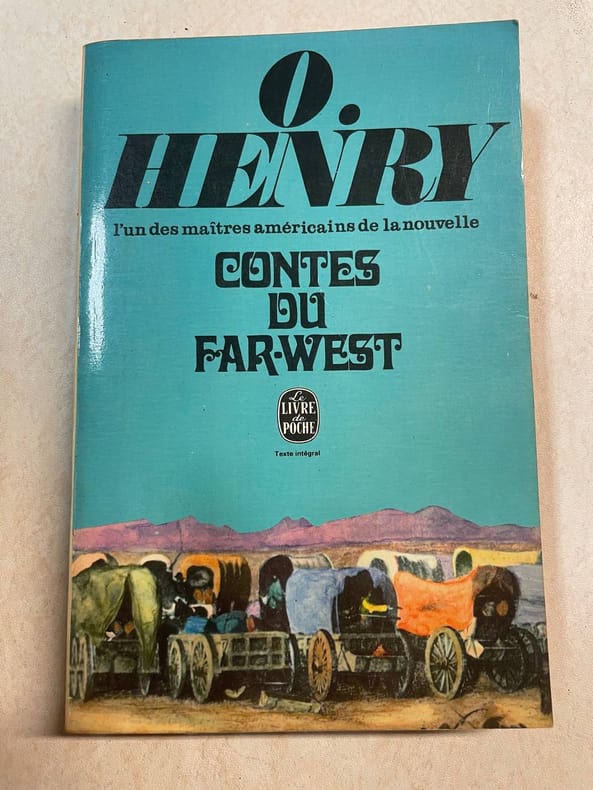 O.
HENRY
l'un des maîtres américains de la nouvelle
CONTES
DU
FAR-WEST
Le
LIVRE
de
POCHE
Texte intégral